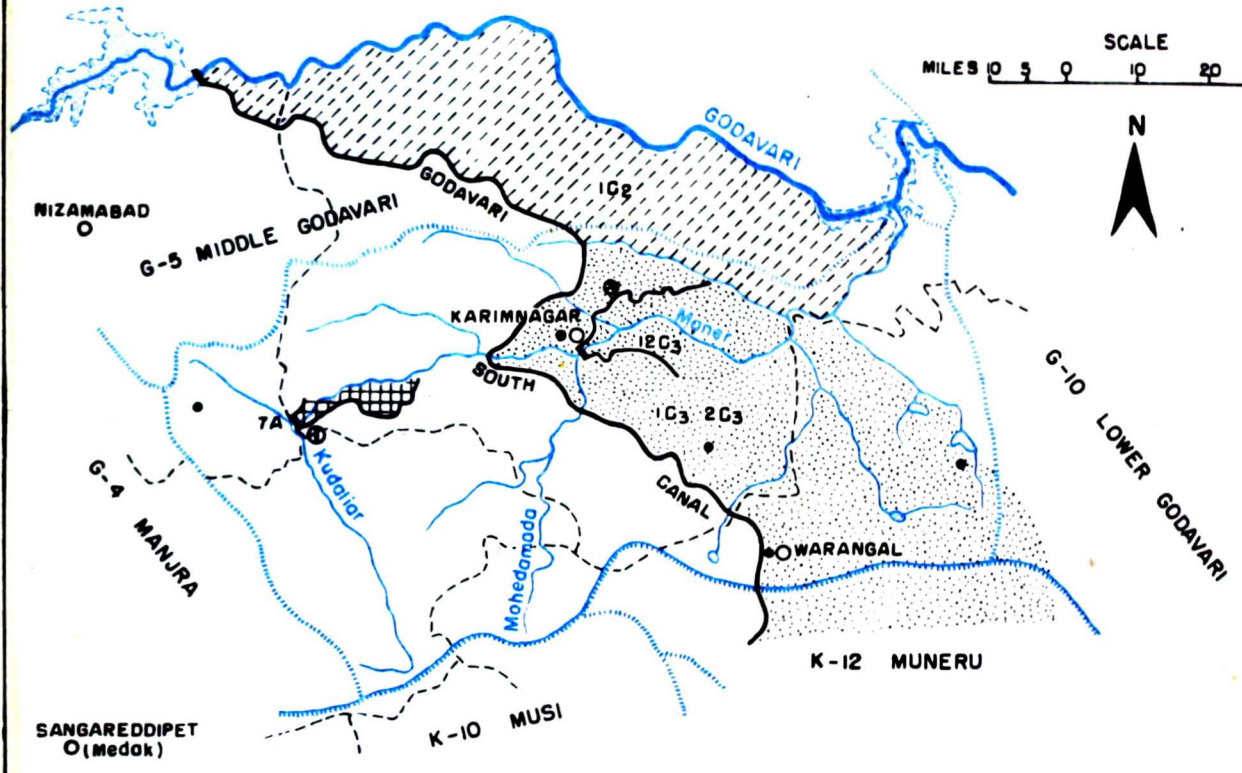 SCALE
MILES 10 5 0 10 20
N
GODAVARI
1C2
GODAVARI
NIZAMABAD
G-5 MIDDLE GODAVARI
KARIMNAGAR
Maner
12C3
SOUTH
G-10 LOWER GODAVARI
1C3 2C3
7A
Kudaliar
G-4 MANJRA
CANAL
WARANGAL
Mohedamada
K-12 MUNERU
K-10 MUSI
SANGAREDDIPET
(Medak)